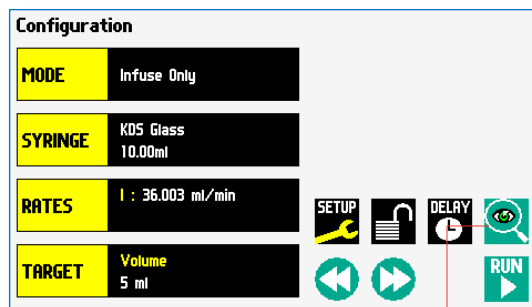 Configuration
MODE
Infuse Only
SYRINGE
KDS Glass
10.00ml
RATES
I : 36.003 ml/min
TARGET
Volume
5 ml
SETUP
DELAY
RUN